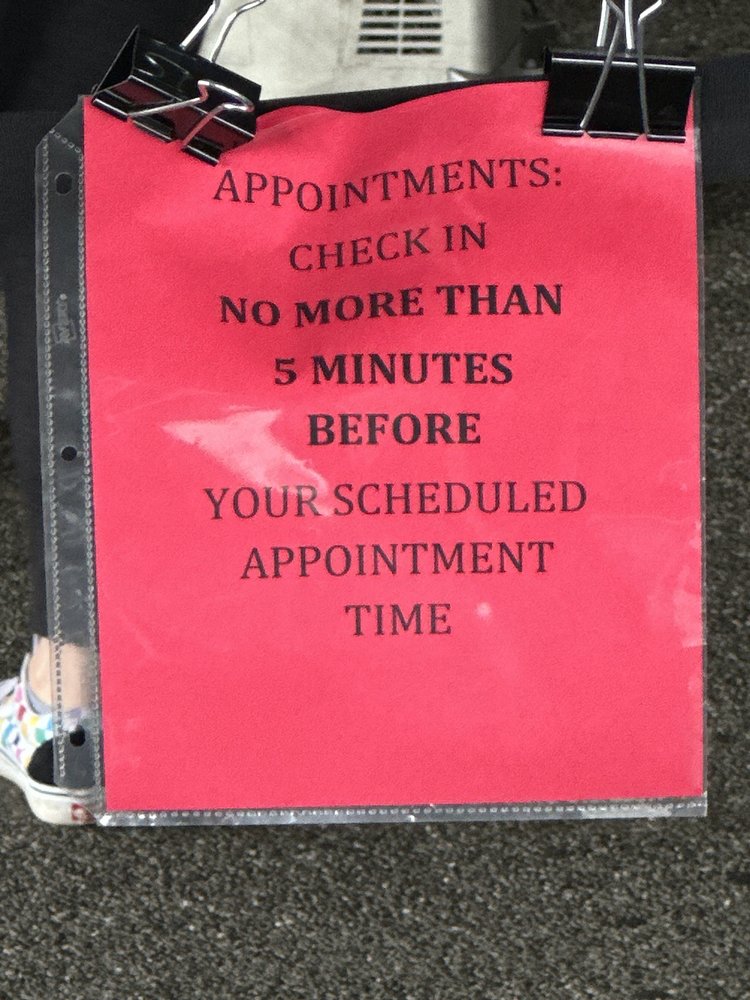 APPOINTMENTS:
CHECK IN
NO MORE THAN
5 MINUTES
BEFORE
YOUR SCHEDULED
APPOINTMENT
TIME